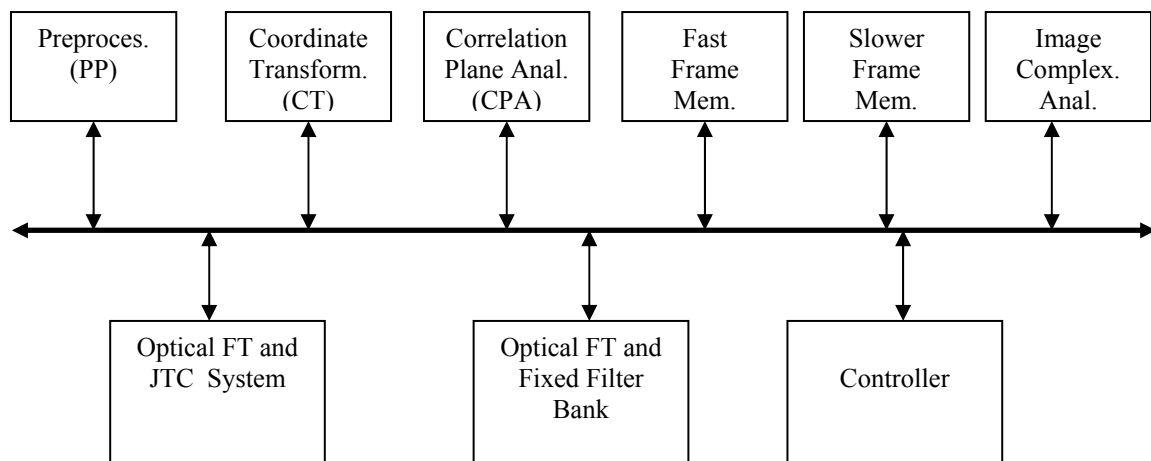 Preproces.
(PP)
Coordinate
Transform.
(CT)
Correlation
Plane Anal.
(CPA)
Fast
Frame
Mem.
Slower
Frame
Mem.
Image
Complex.
Anal.
Optical FT and
JTC System
Optical FT and
Fixed Filter
Bank
Controller